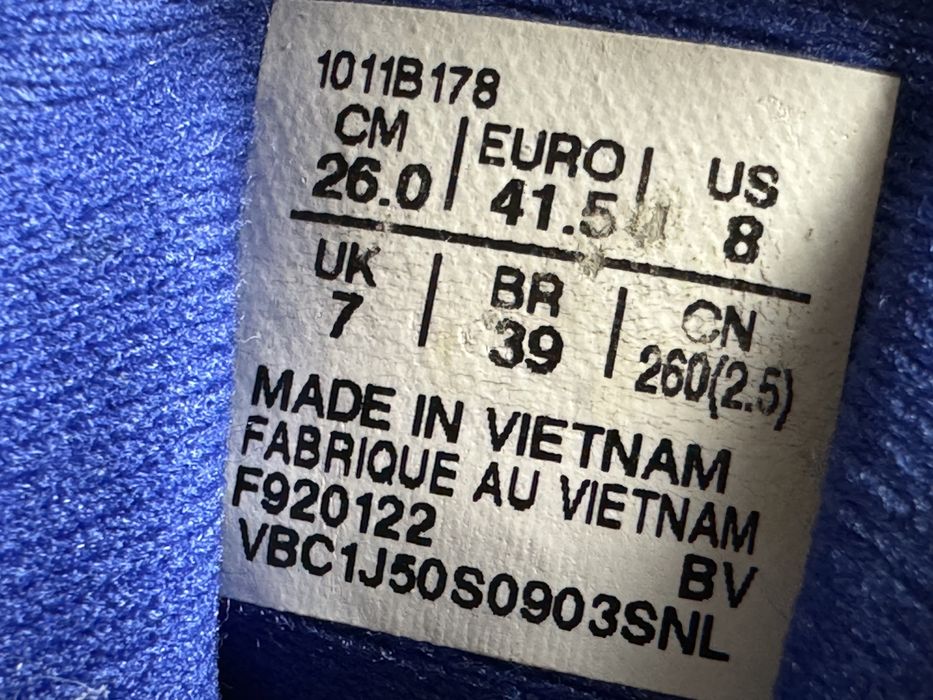 1011B178
CM | EURO | US
26.0 | 41.5 | 8
UK | BR | CN
7 | 39 | 260(2.5)
MADE IN VIETNAM
FABRIQUE AU VIETNAM
F920122 BV
VBC1J50S0903SNL